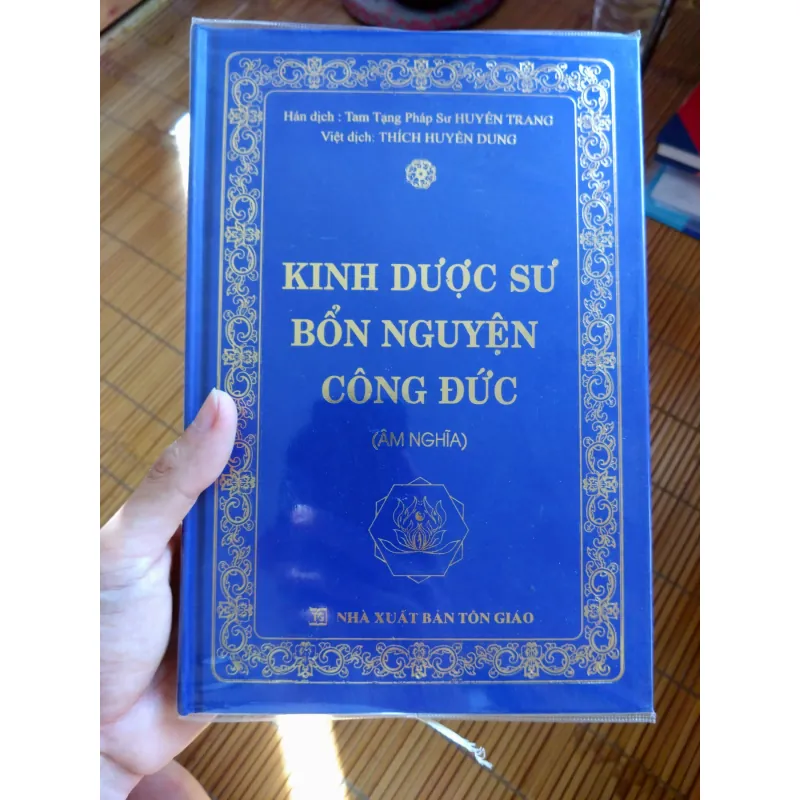 Hán dịch : Tam Tạng Pháp Sư HUYỀN TRANG
Việt dịch: THÍCH HUYỀN DUNG
KINH DƯỢC SƯ
BỔN NGUYỆN
CÔNG ĐỨC
(ÂM NGHĨA)
TG NHÀ XUẤT BẢN TÔN GIÁO